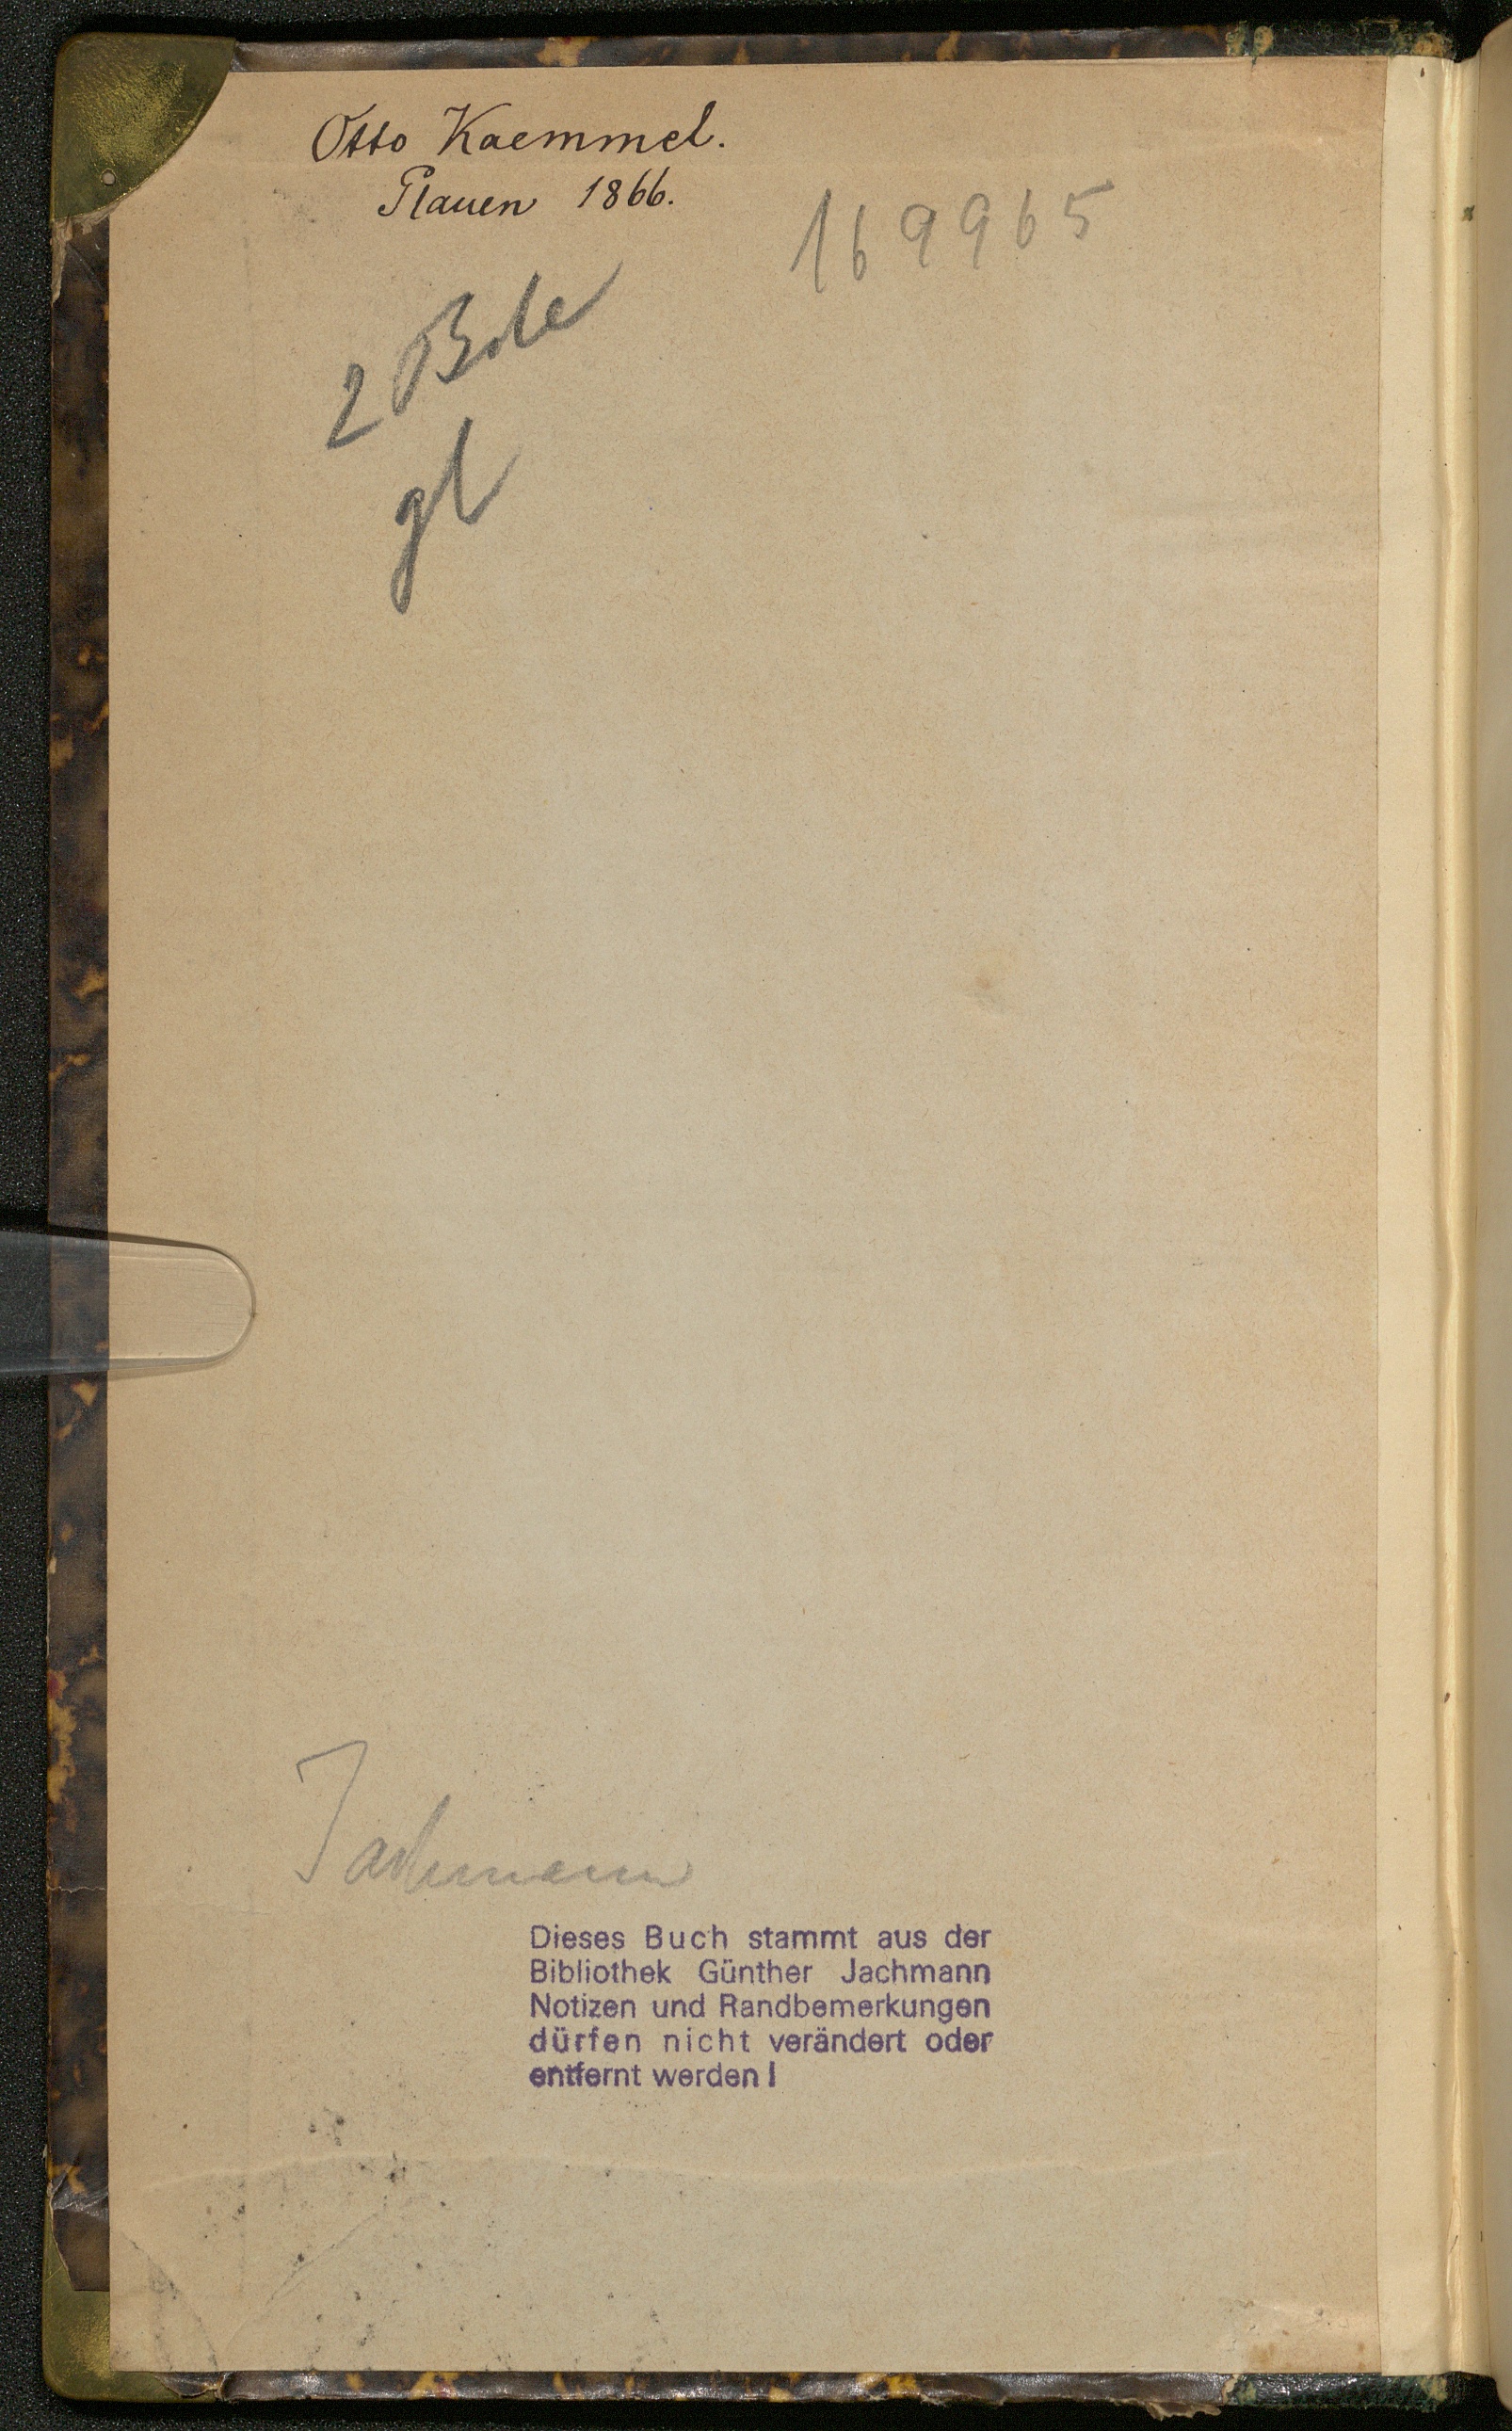 Otto Kaemmel.
Plauen 1866.
169965
2 Bde
gl
Jachmann
Dieses Buch stammt aus der
Bibliothek Günther Jachmann
Notizen und Randbemerkungen
dürfen nicht verändert oder
entfernt werden!